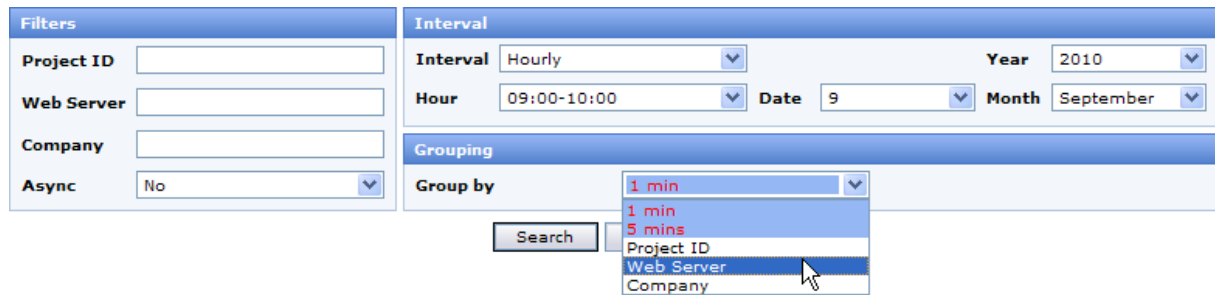 Filters
Project ID
Web Server
Company
Async No
Interval
Interval Hourly Year 2010
Hour 09:00-10:00 Date 9 Month September
Grouping
Group by 1 min
1 min
5 mins
Project ID
Web Server
Company
Search